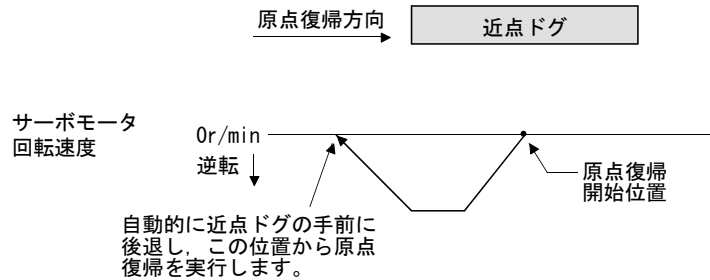 原点復帰方向
近点ドグ
サーボモータ
回転速度
0r/min
逆転
原点復帰
開始位置
自動的に近点ドグの手前に
後退し，この位置から原点
復帰を実行します。